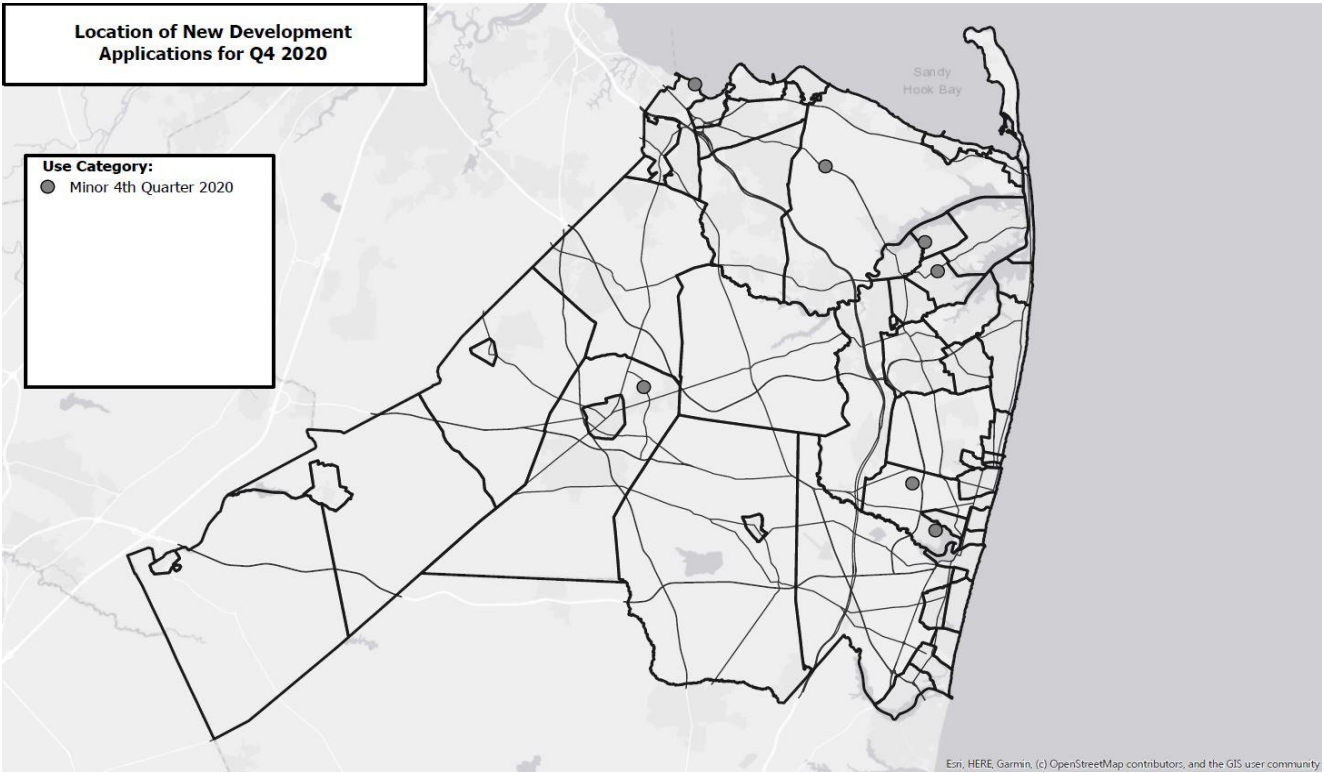 Location of New Development
Applications for Q4 2020
Sandy
Hook Bay
Use Category:
Minor 4th Quarter 2020
Esri, HERE, Garmin, (c) OpenStreetMap contributors, and the GIS user community